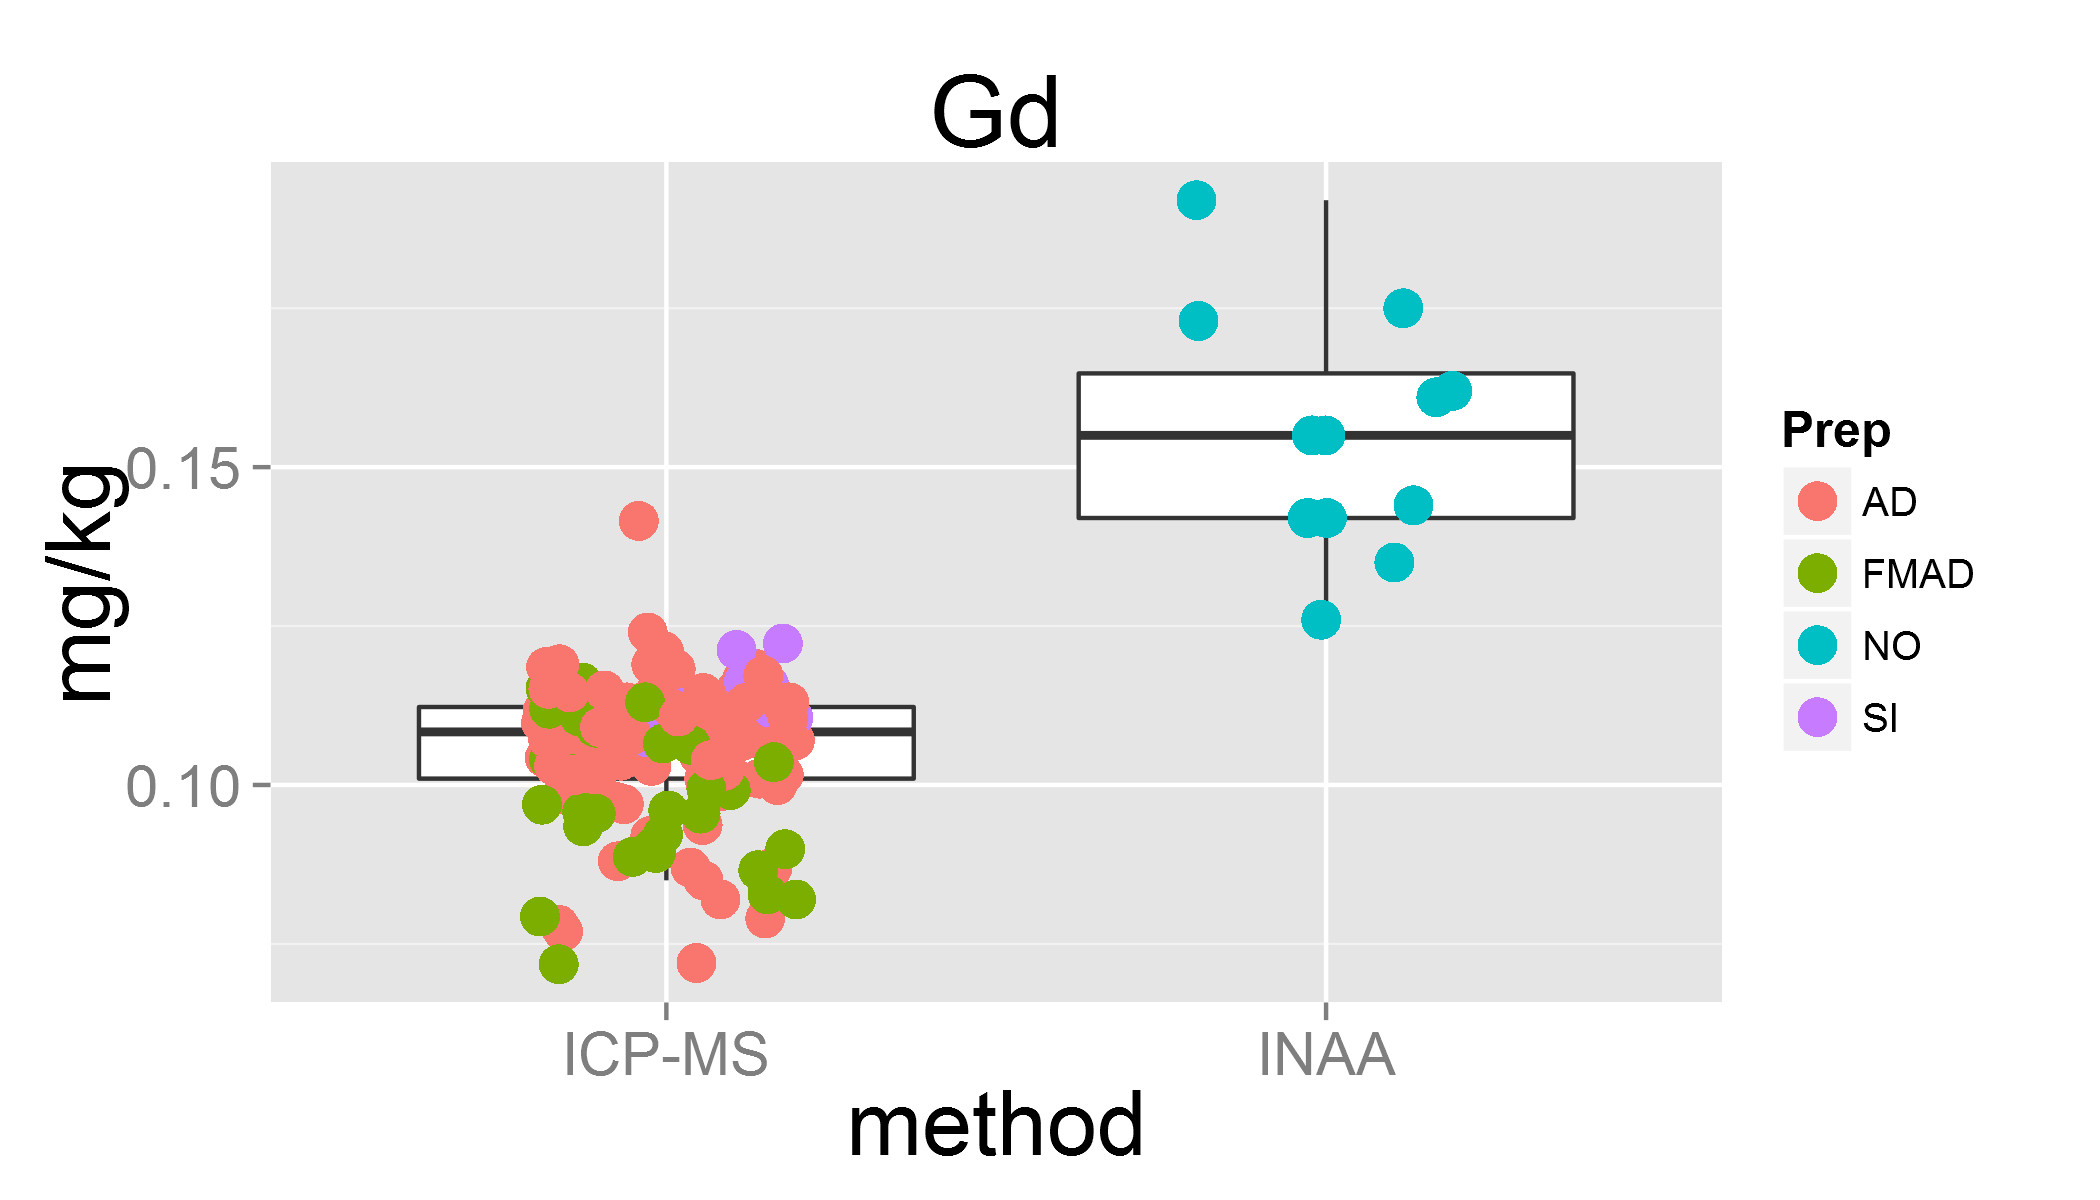 Gd
mg/kg
0.15
0.10
ICP-MS
INAA
method
Prep
AD
FMAD
NO
SI